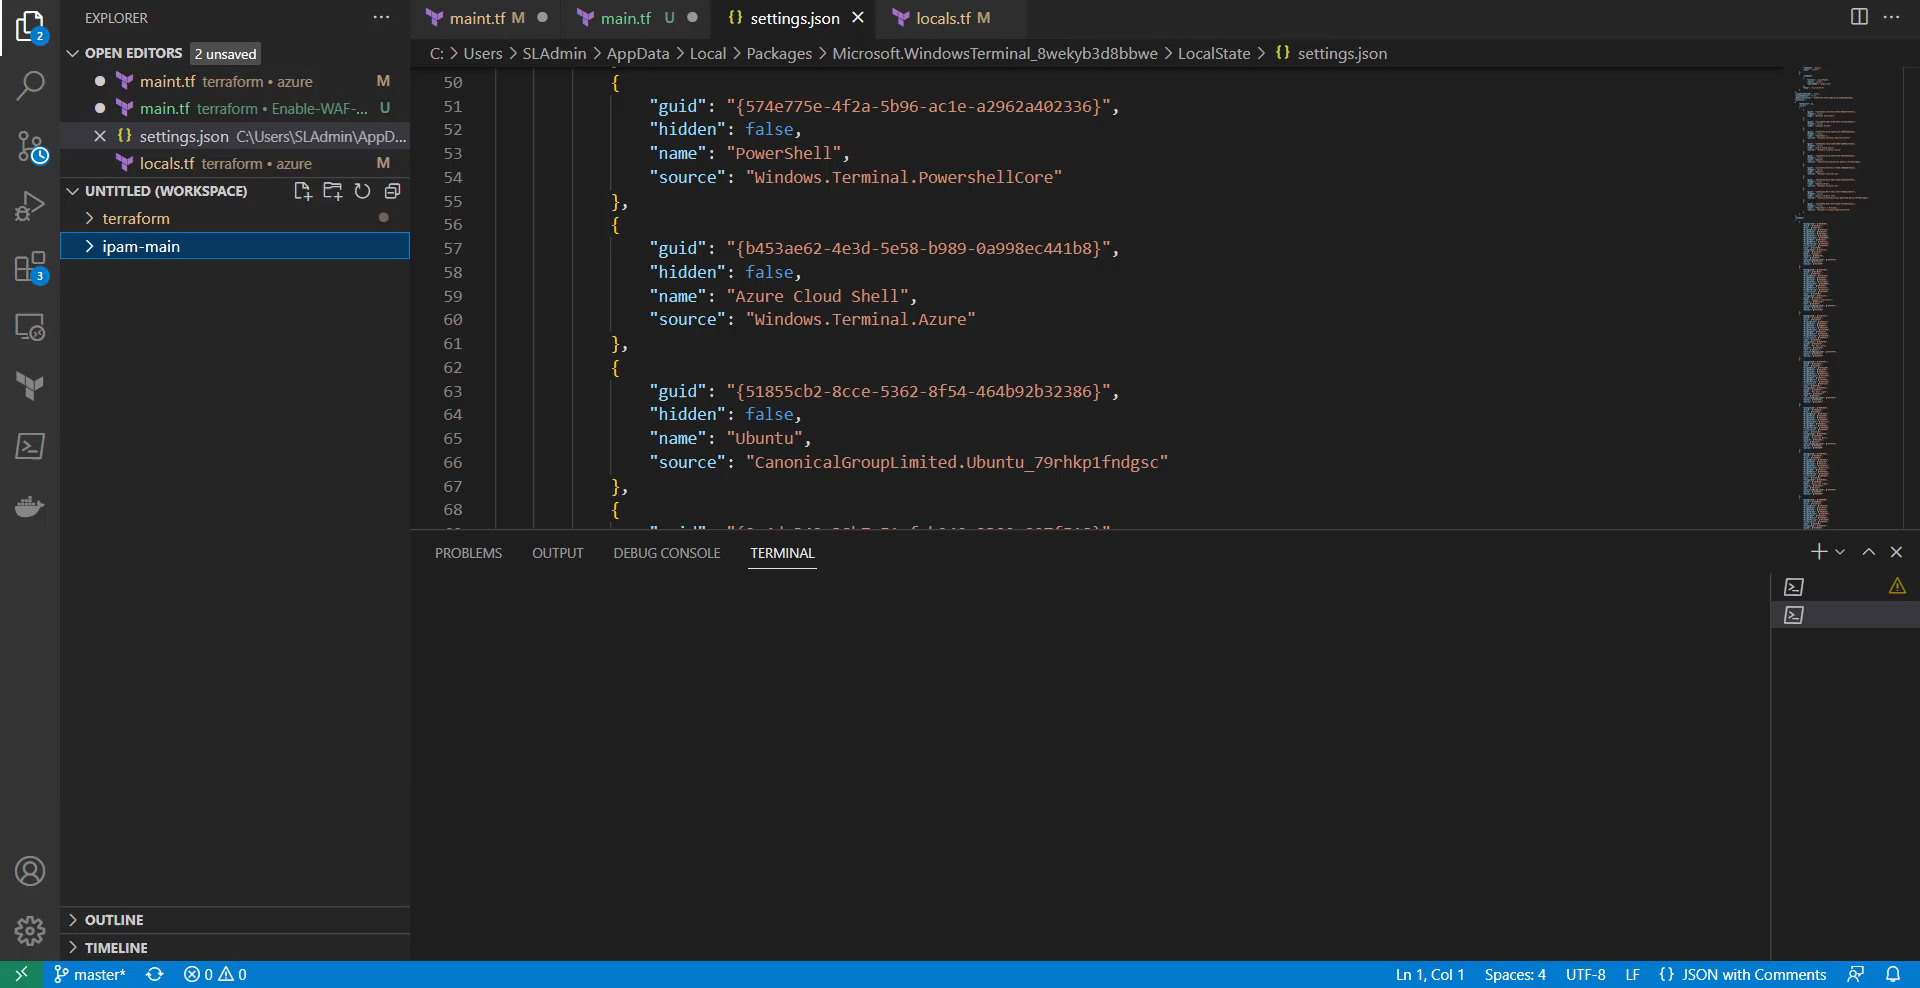 EXPLORER
OPEN EDITORS 2 unsaved
maint.tf terraform • azure M
main.tf terraform • Enable-WAF-... U
settings.json C:\Users\SLAdmin\AppD...
locals.tf terraform • azure M
UNTITLED (WORKSPACE)
terraform
ipam-main
OUTLINE
TIMELINE
2
3
maint.tf M
main.tf U
{} settings.json
locals.tf M
C: > Users > SLAdmin > AppData > Local > Packages > Microsoft.WindowsTerminal_8wekyb3d8bbwe > LocalState > {} settings.json
50 {
51 "guid": "{574e775e-4f2a-5b96-ac1e-a2962a402336}",
52 "hidden": false,
53 "name": "PowerShell",
54 "source": "Windows.Terminal.PowershellCore"
55 },
56 {
57 "guid": "{b453ae62-4e3d-5e58-b989-0a998ec441b8}",
58 "hidden": false,
59 "name": "Azure Cloud Shell",
60 "source": "Windows.Terminal.Azure"
61 },
62 {
63 "guid": "{51855cb2-8cce-5362-8f54-464b92b32386}",
64 "hidden": false,
65 "name": "Ubuntu",
66 "source": "CanonicalGroupLimited.Ubuntu_79rhkp1fndgsc"
67 },
68 {
PROBLEMS OUTPUT DEBUG CONSOLE TERMINAL
master* 0 0
Ln 1, Col 1 Spaces: 4 UTF-8 LF {} JSON with Comments